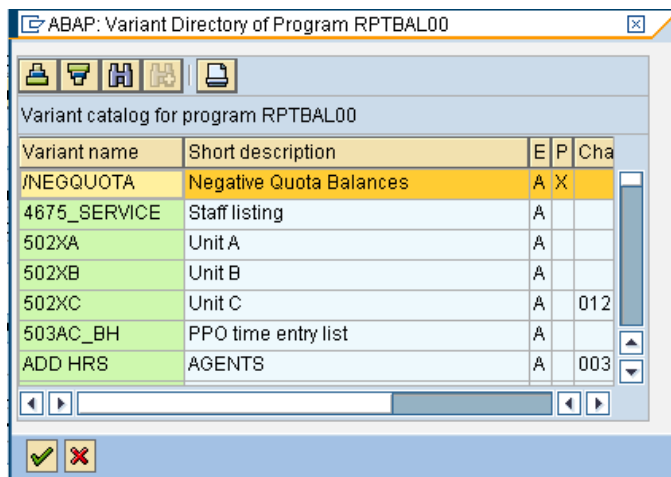 ABAP: Variant Directory of Program RPTBAL00
Variant catalog for program RPTBAL00
Variant name Short description E P Cha
/NEGQUOTA Negative Quota Balances A X
4675_SERVICE Staff listing A
502XA Unit A A
502XB Unit B A
502XC Unit C A 012
503AC_BH PPO time entry list A
ADD HRS AGENTS A 003